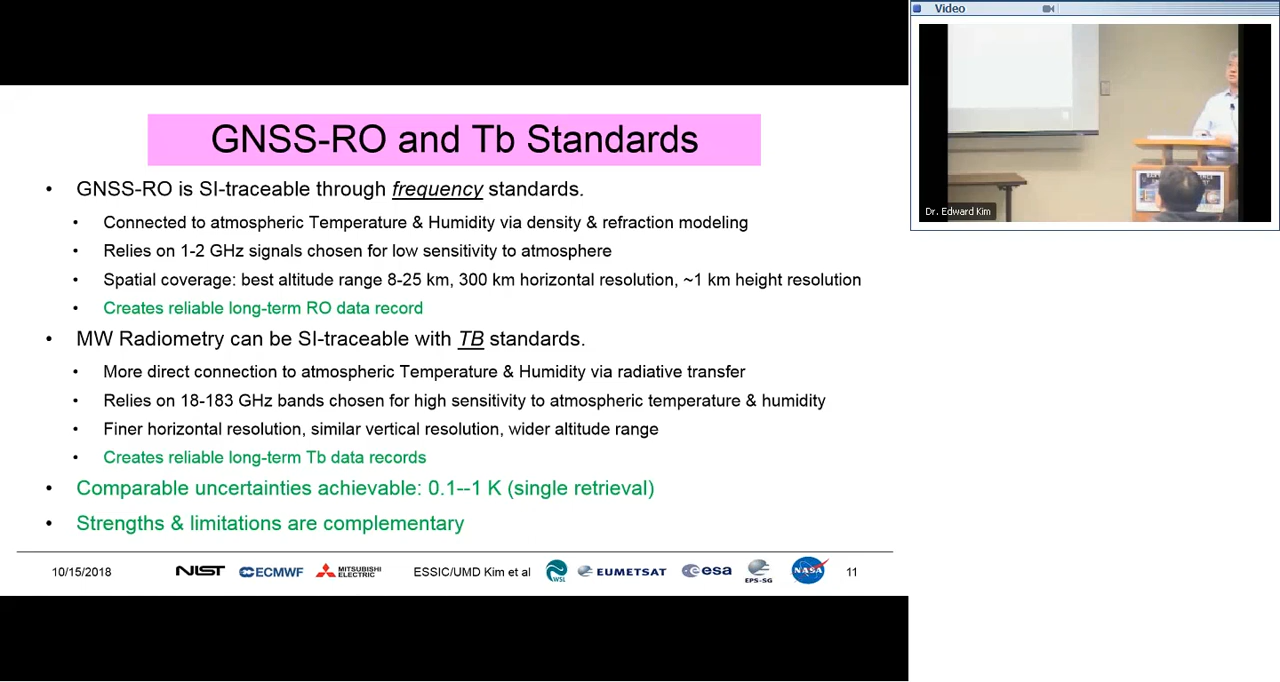 Video
GNSS-RO and Tb Standards
• GNSS-RO is SI-traceable through frequency standards.
• Connected to atmospheric Temperature & Humidity via density & refraction modeling
• Relies on 1-2 GHz signals chosen for low sensitivity to atmosphere
• Spatial coverage: best altitude range 8-25 km, 300 km horizontal resolution, ~1 km height resolution
• Creates reliable long-term RO data record
• MW Radiometry can be SI-traceable with TB standards.
• More direct connection to atmospheric Temperature & Humidity via radiative transfer
• Relies on 18-183 GHz bands chosen for high sensitivity to atmospheric temperature & humidity
• Finer horizontal resolution, similar vertical resolution, wider altitude range
• Creates reliable long-term Tb data records
• Comparable uncertainties achievable: 0.1--1 K (single retrieval)
• Strengths & limitations are complementary
10/15/2018 NIST ECMWF MITSUBISHI ELECTRIC ESSIC/UMD Kim et al WSL EUMETSAT esa EPS-SG NASA 11
Dr. Edward Kim